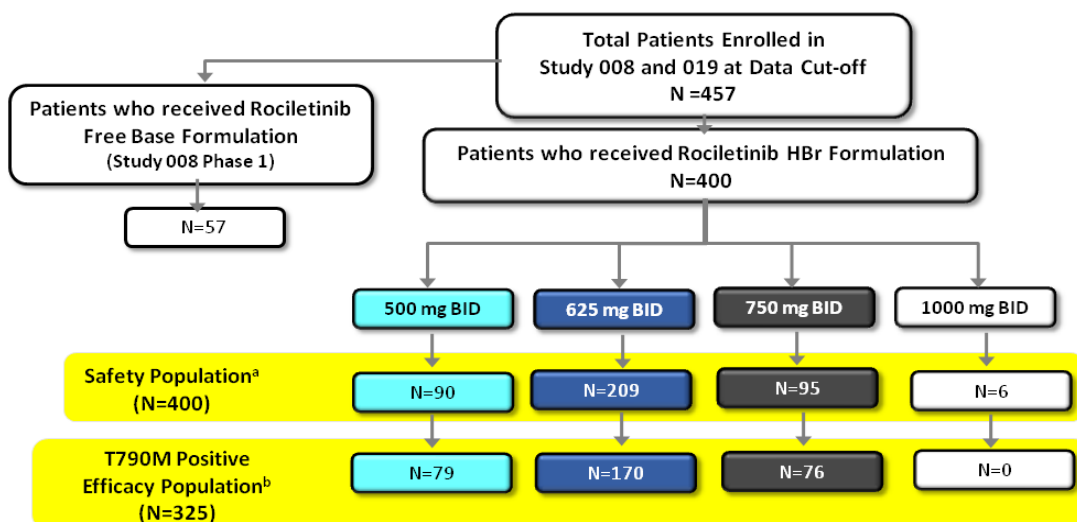 Total Patients Enrolled in
Study 008 and 019 at Data Cut-off
N =457
Patients who received Rociletinib
Free Base Formulation
(Study 008 Phase 1)
N=57
Patients who received Rociletinib HBr Formulation
N=400
500 mg BID
625 mg BID
750 mg BID
1000 mg BID
Safety Populationᵃ
(N=400)
N=90
N=209
N=95
N=6
T790M Positive
Efficacy Populationᵇ
(N=325)
N=79
N=170
N=76
N=0